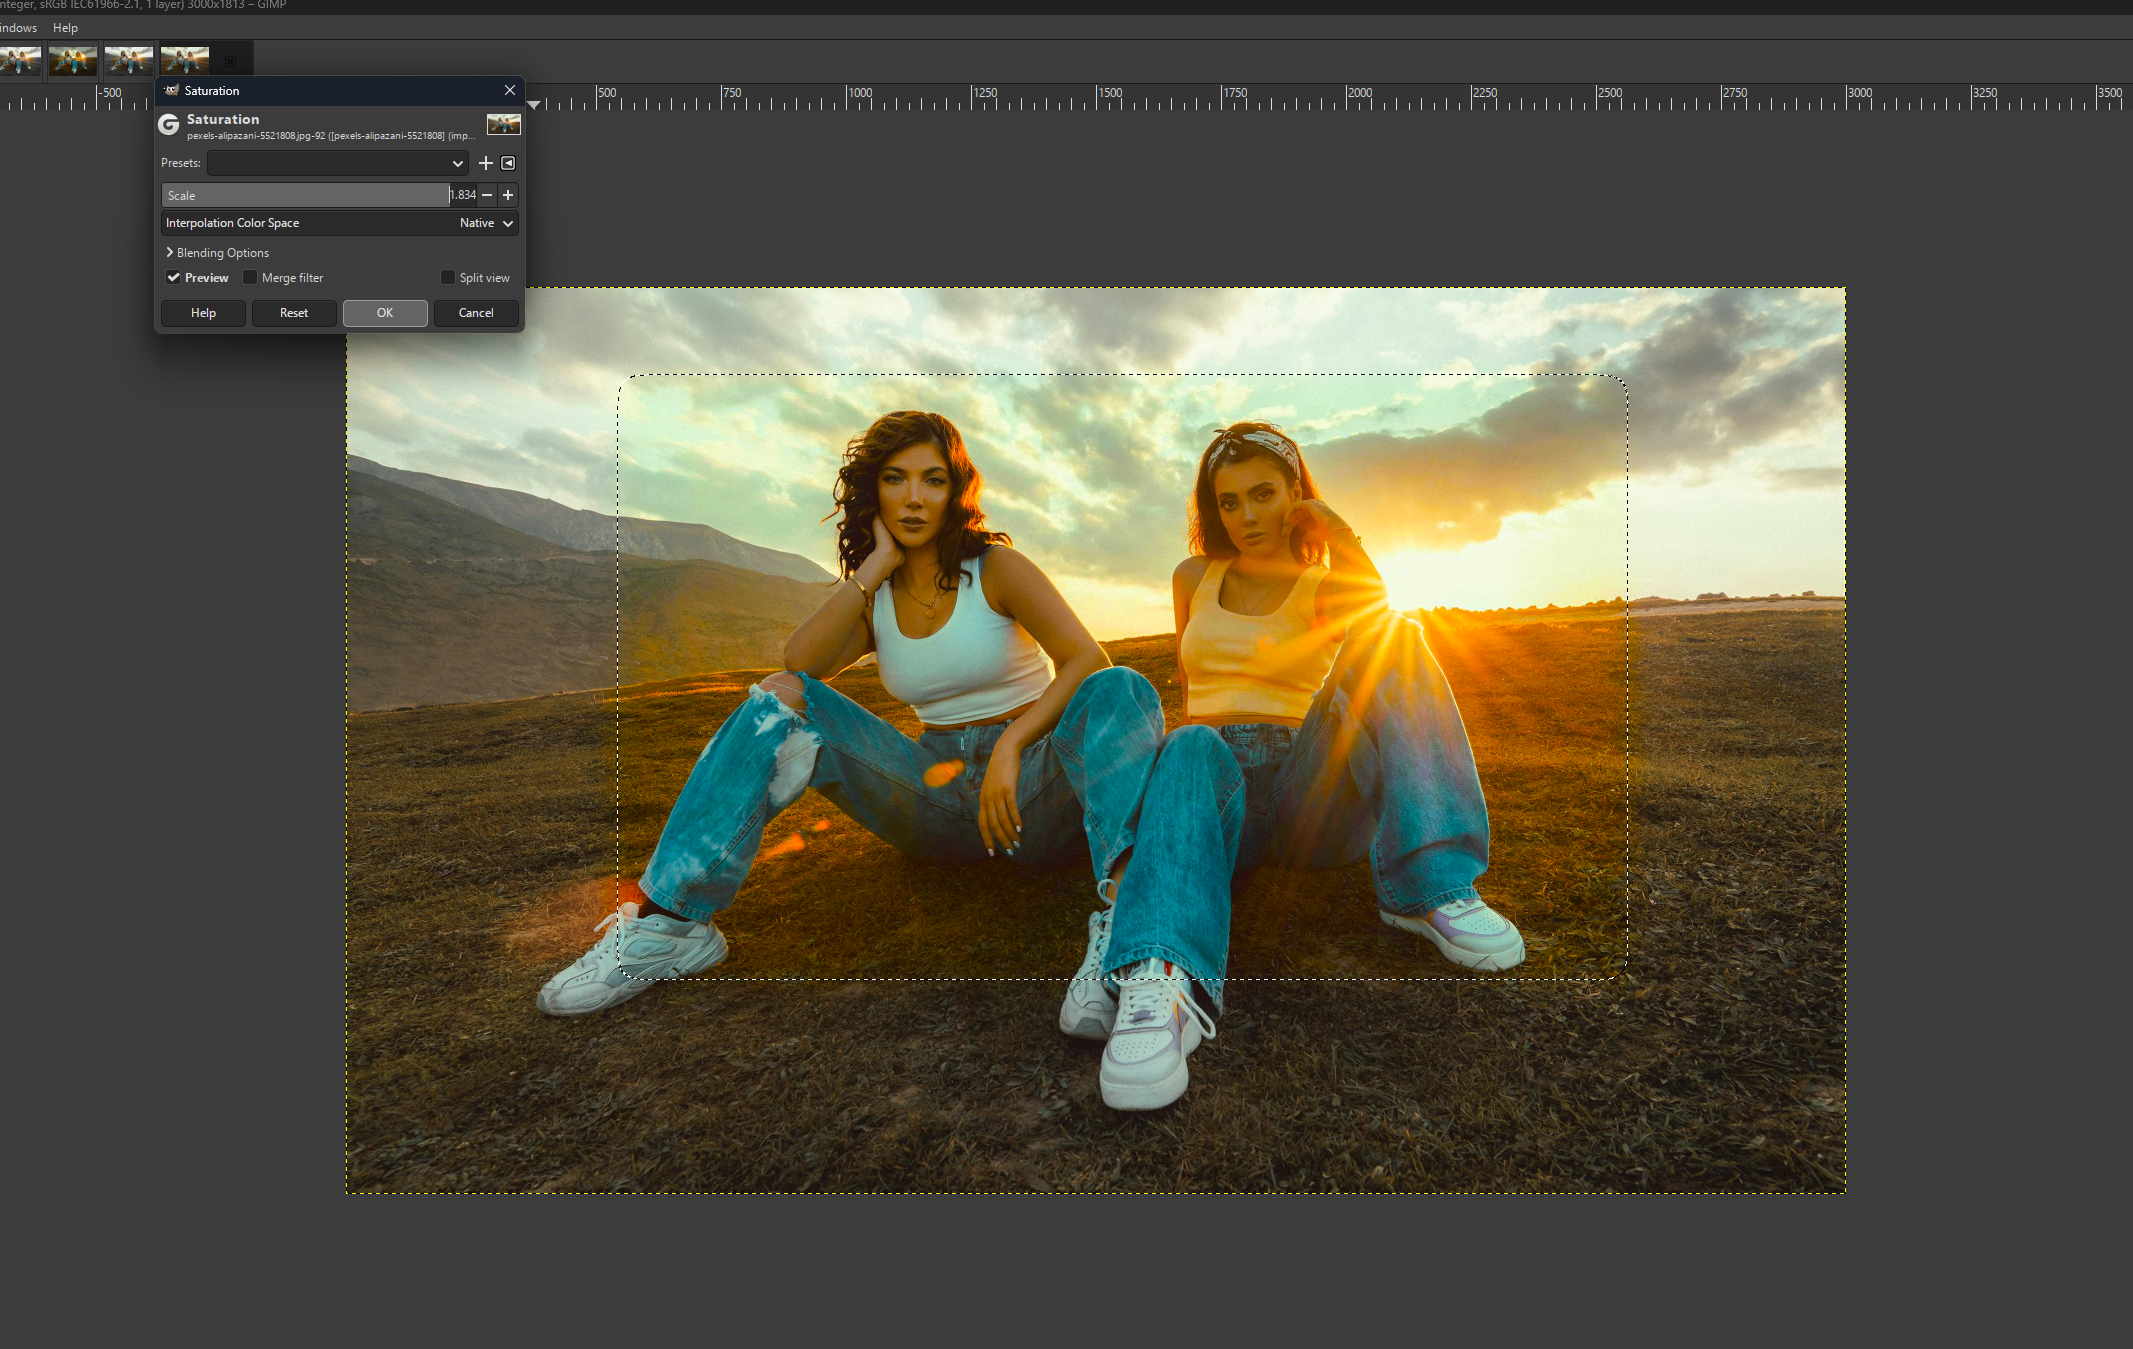 nteger, sRGB IEC61966-2.1, 1 layer) 3000x1813 – GIMP
indows Help
-500 500 750 1000 1250 1500 1750 2000 2250 2500 2750 3000 3250 3500
Saturation
Saturation
pexels-alipazani-5521808.jpg-92 ([pexels-alipazani-5521808] (imp...
Presets:
Scale 1.834
Interpolation Color Space Native
Blending Options
Preview Merge filter Split view
Help Reset OK Cancel